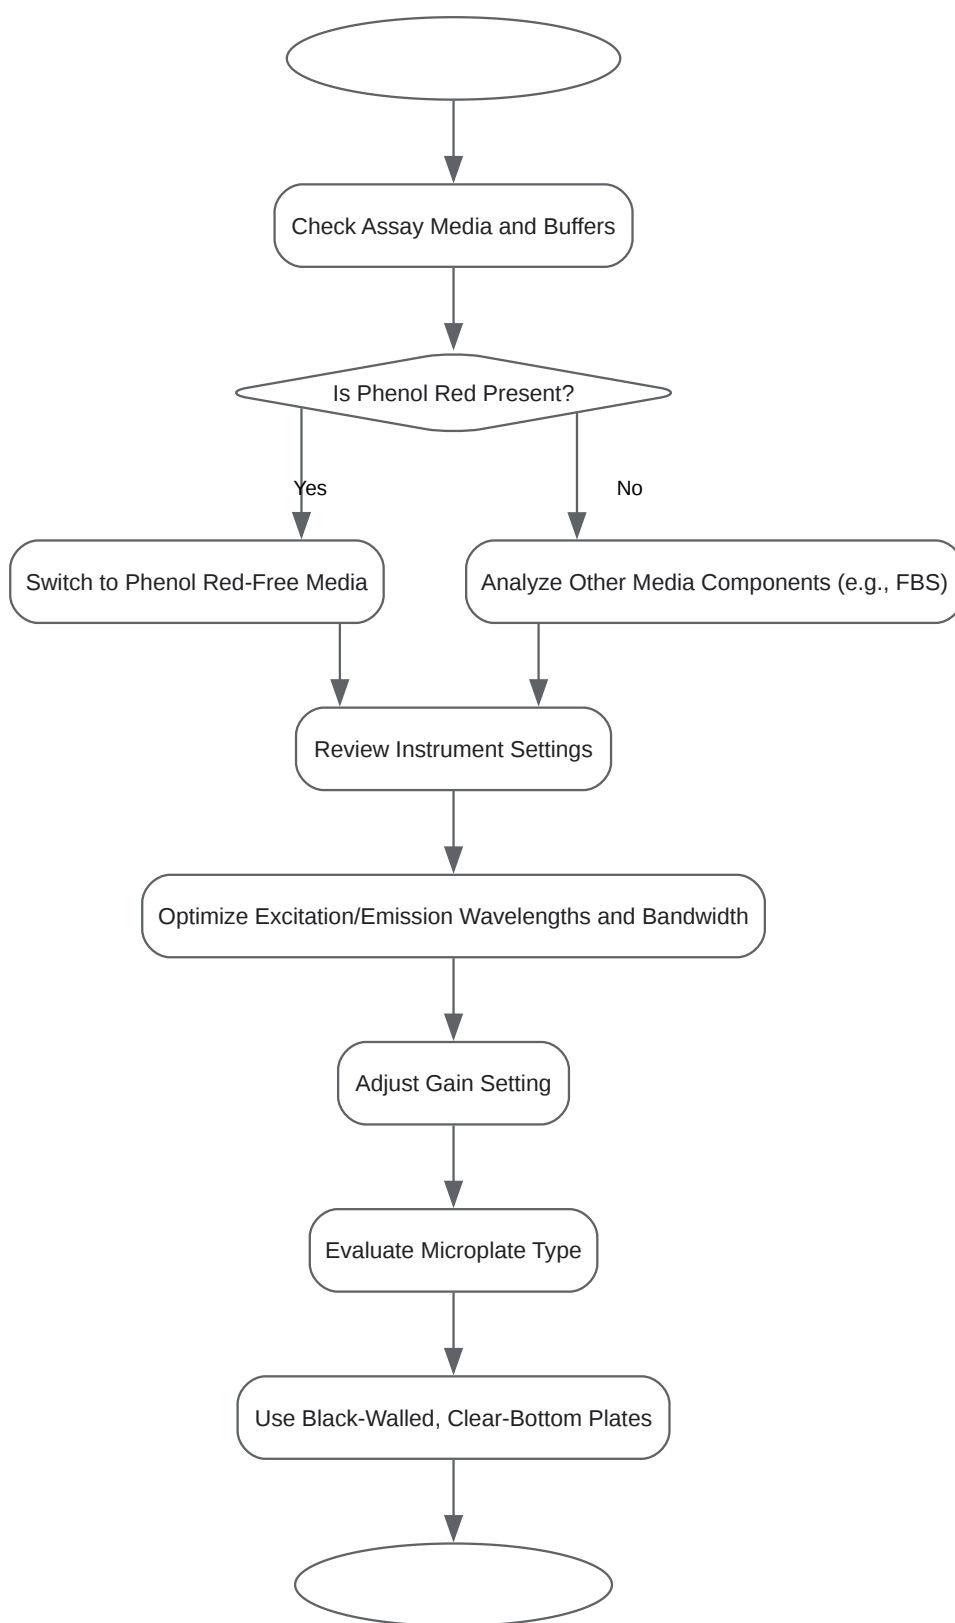 Check Assay Media and Buffers
Is Phenol Red Present?
Yes
No
Switch to Phenol Red-Free Media
Analyze Other Media Components (e.g., FBS)
Review Instrument Settings
Optimize Excitation/Emission Wavelengths and Bandwidth
Adjust Gain Setting
Evaluate Microplate Type
Use Black-Walled, Clear-Bottom Plates